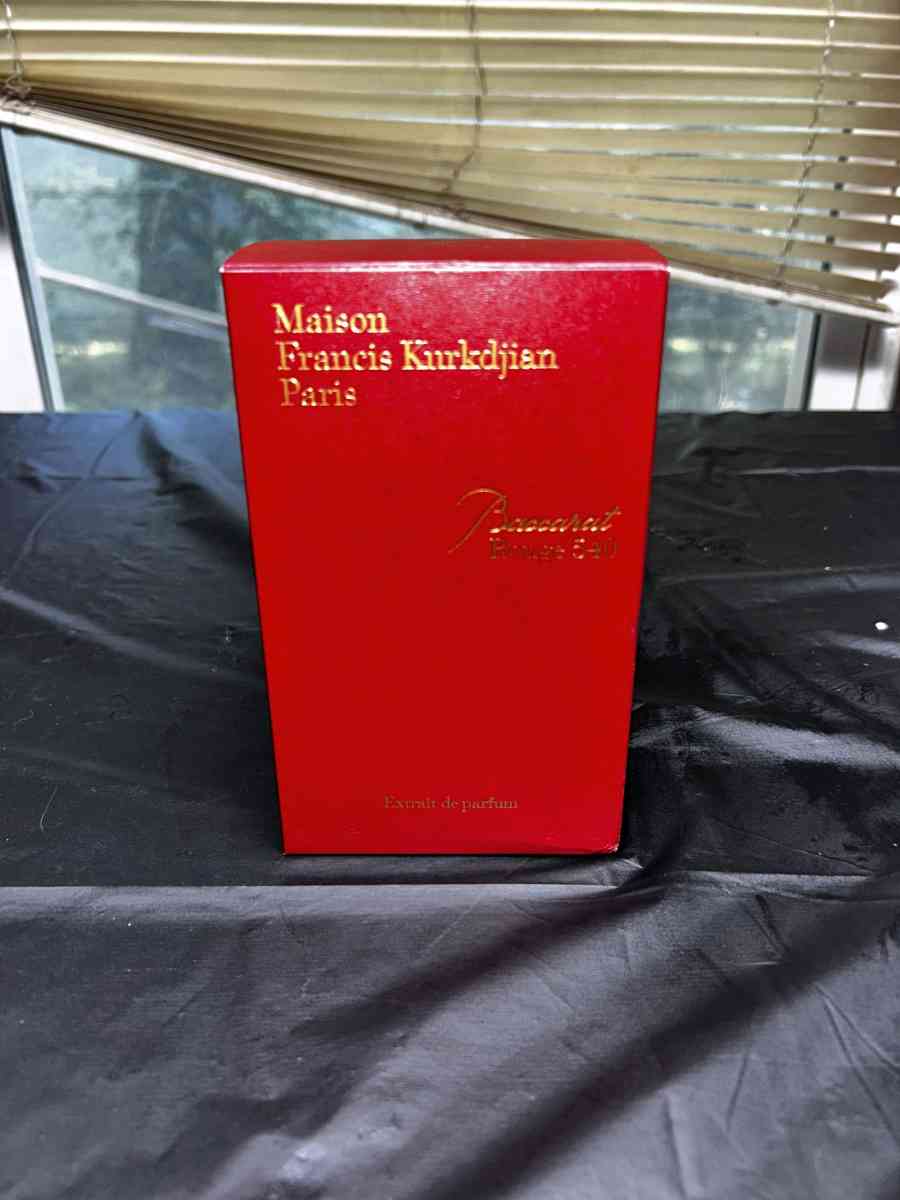 Maison
Francis Kurkdjian
Paris
Baccarat
Rouge 540
Extrait de parfum